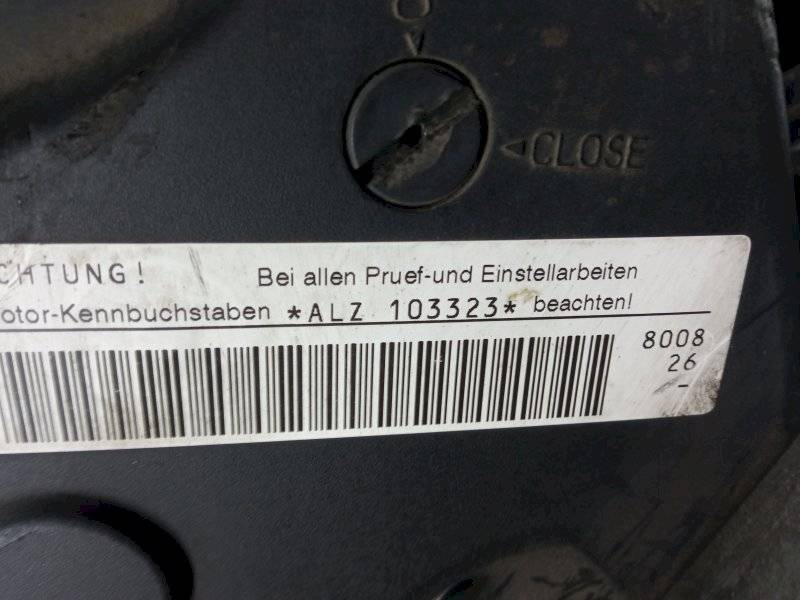 CLOSE
CHTUNG! Bei allen Pruef-und Einstellarbeiten
otor-Kennbuchstaben *ALZ 103323* beachten!
8008
26
-